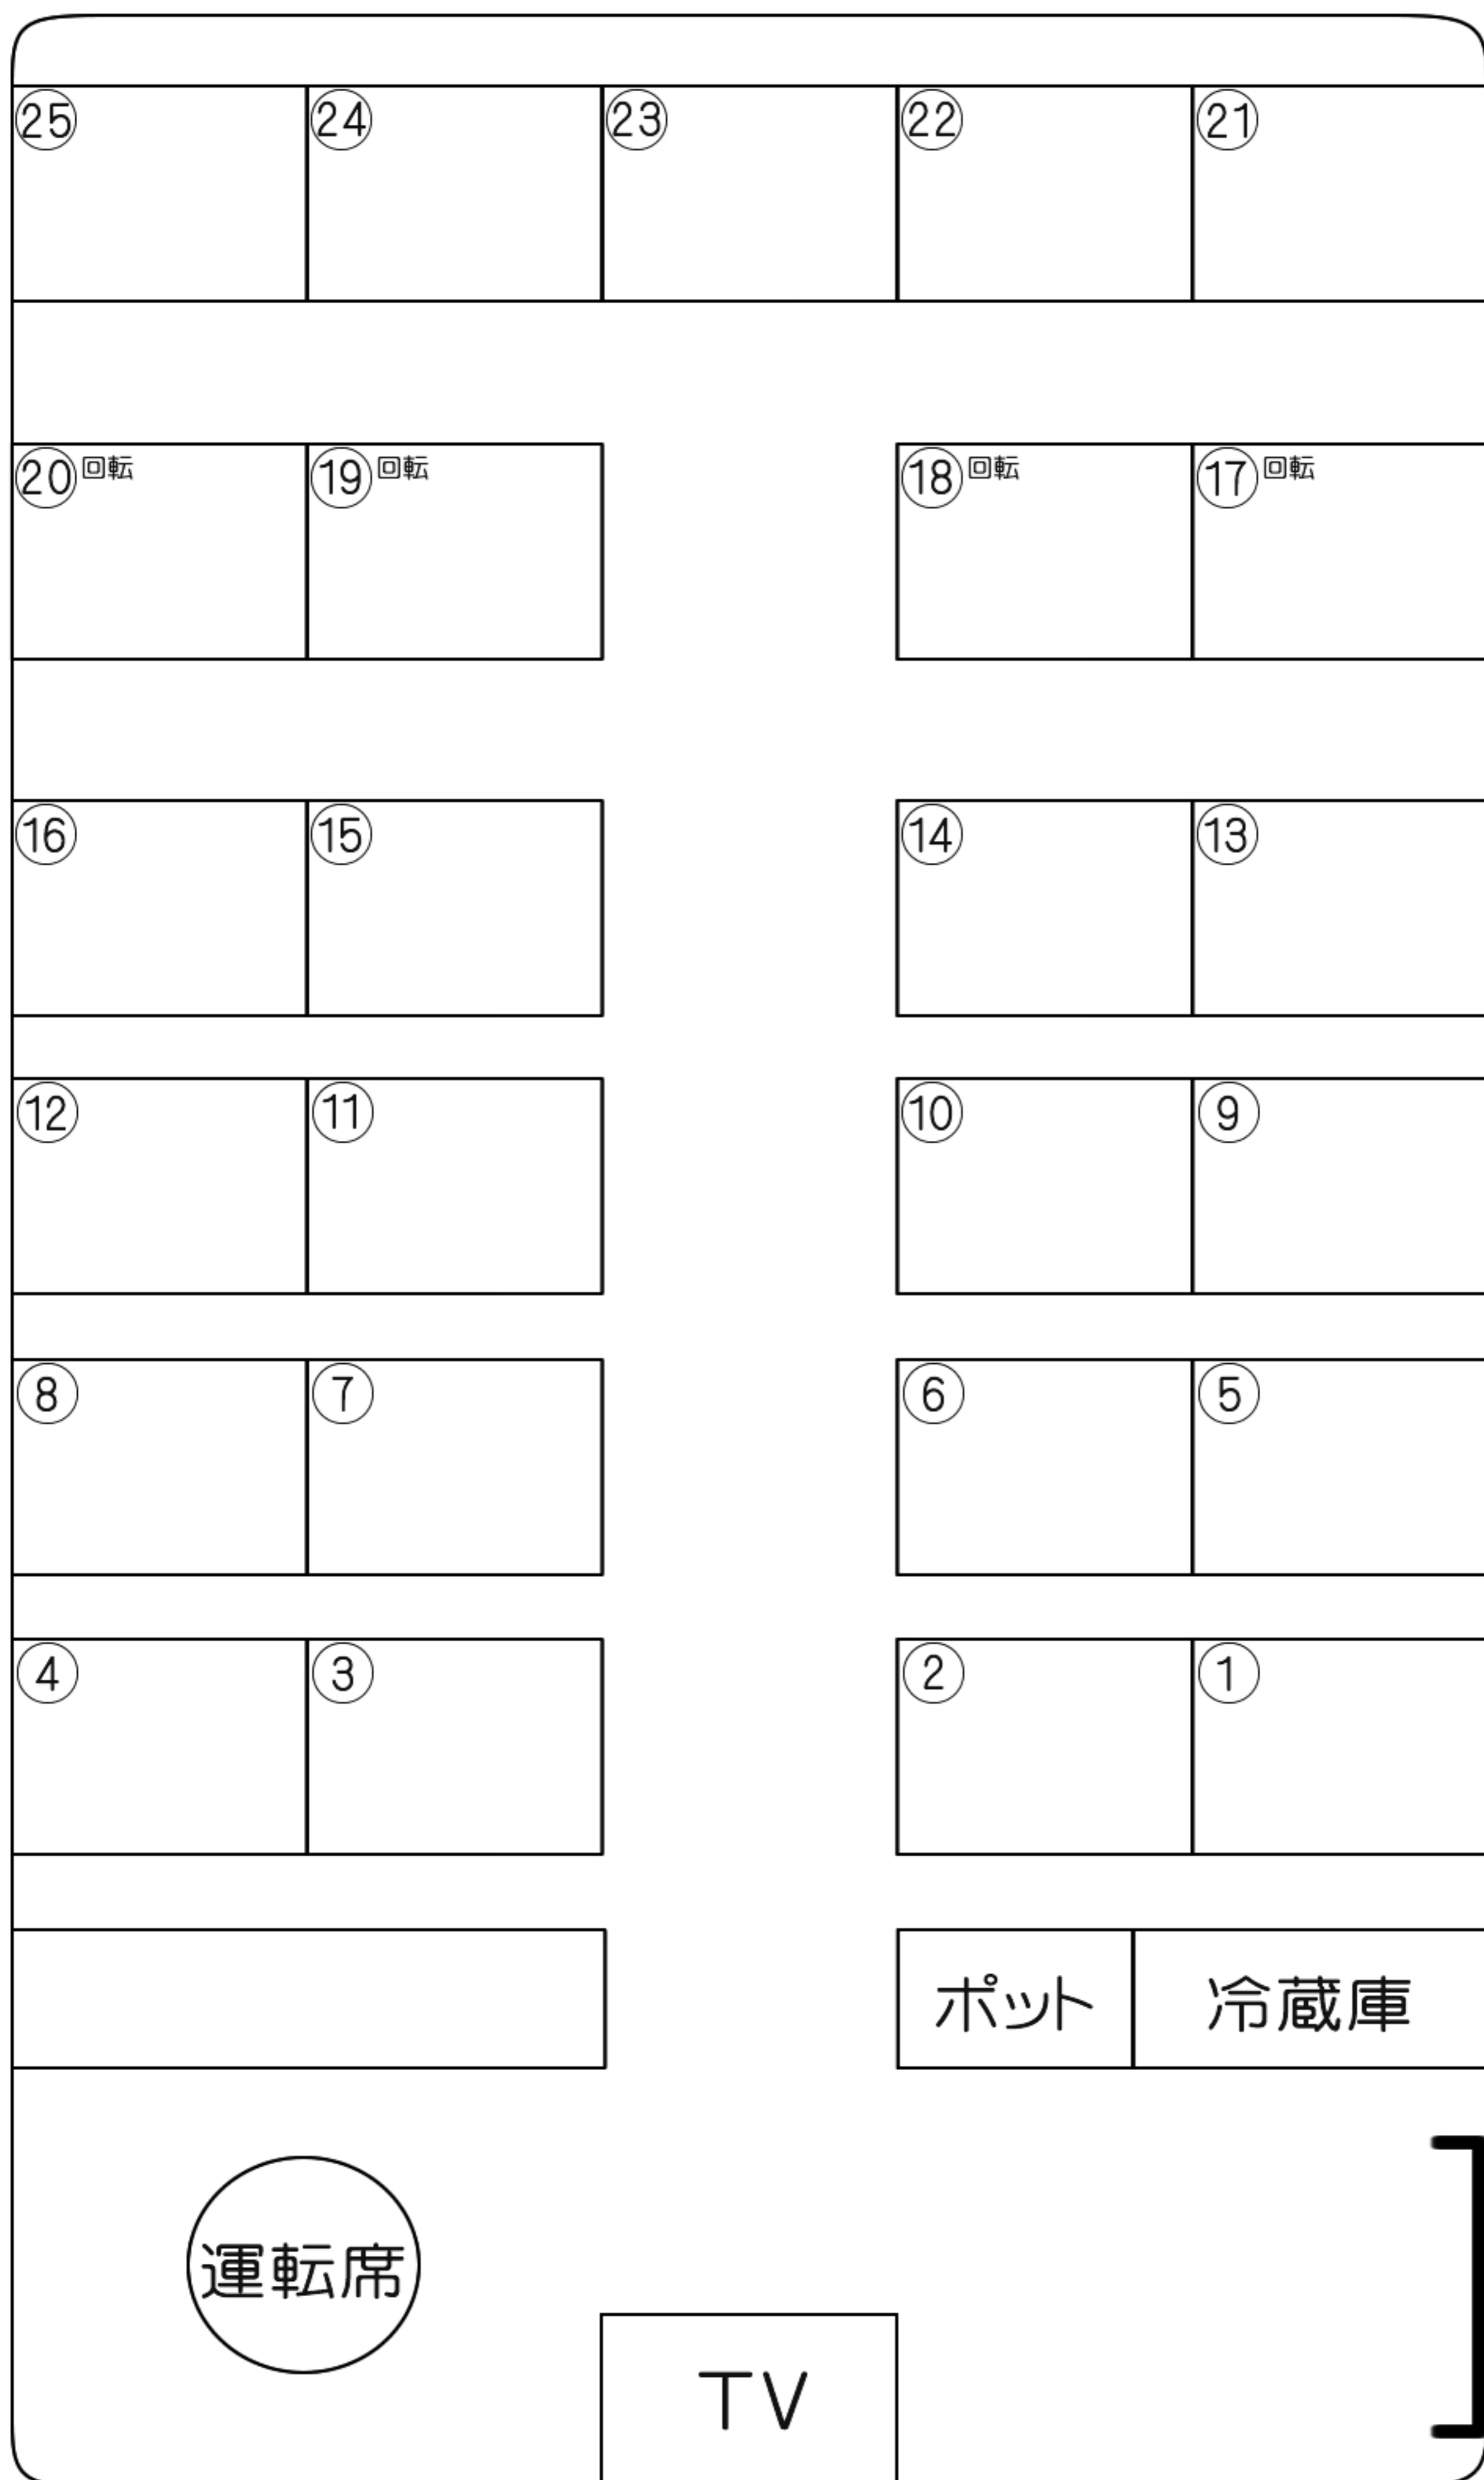 ㉕ ㉔ ㉓ ㉒ ㉑
⑳回転 ⑲回転 ⑱回転 ⑰回転
⑯ ⑮ ⑭ ⑬
⑫ ⑪ ⑩ ⑨
⑧ ⑦ ⑥ ⑤
④ ③ ② ①
ポット 冷蔵庫
運転席
TV